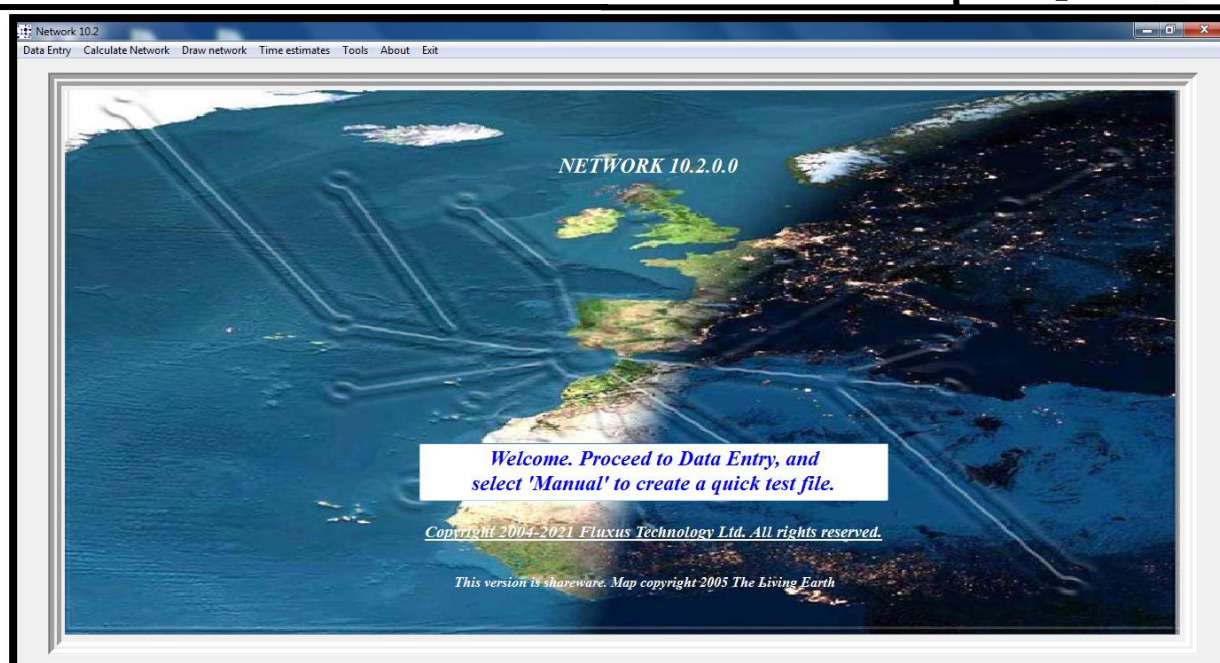 Network 10.2
Data Entry Calculate Network Draw network Time estimates Tools About Exit
NETWORK 10.2.0.0
Welcome. Proceed to Data Entry, and
select 'Manual' to create a quick test file.
Copyright 2004-2021 Fluxus Technology Ltd. All rights reserved.
This version is shareware. Map copyright 2005 The Living Earth